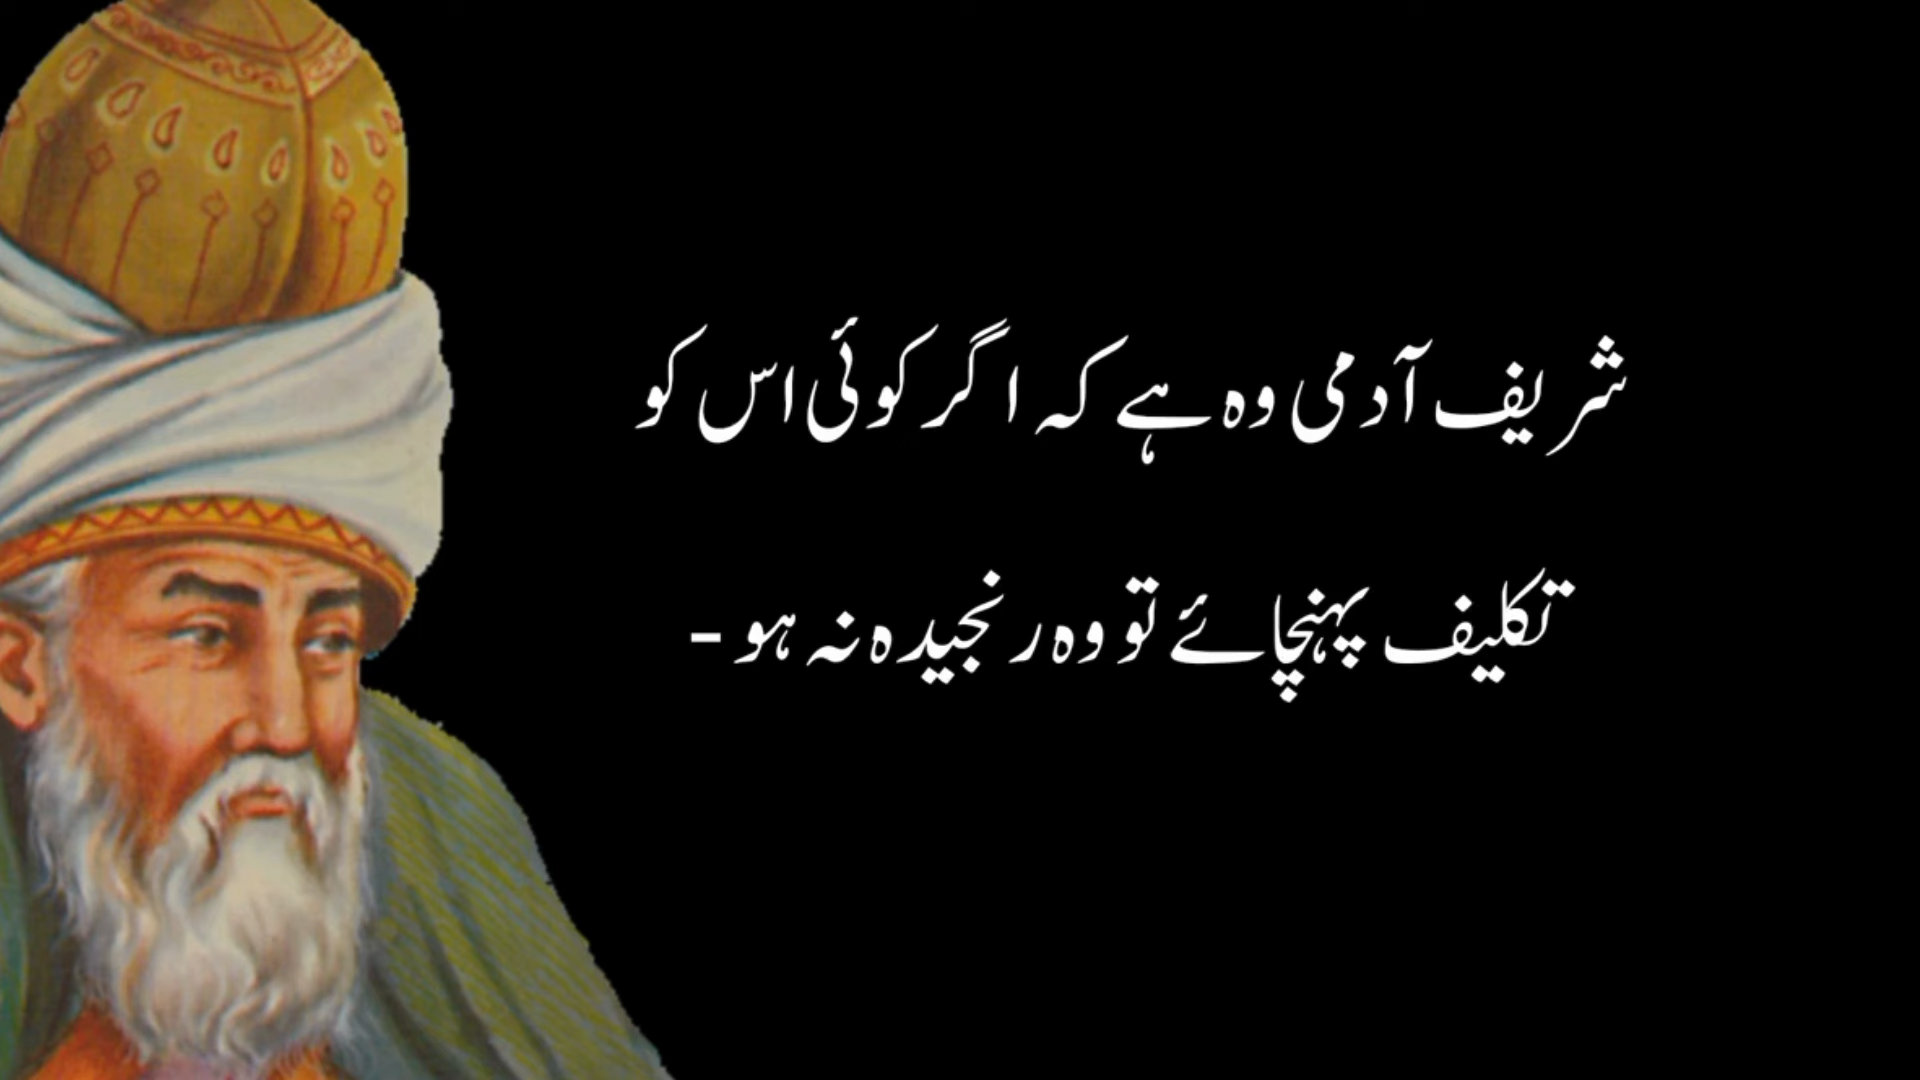 شریف آدمی وہ ہے کہ اگر کوئی اس کو
تکلیف پہنچائے تو وہ رنجیدہ نہ ہو -